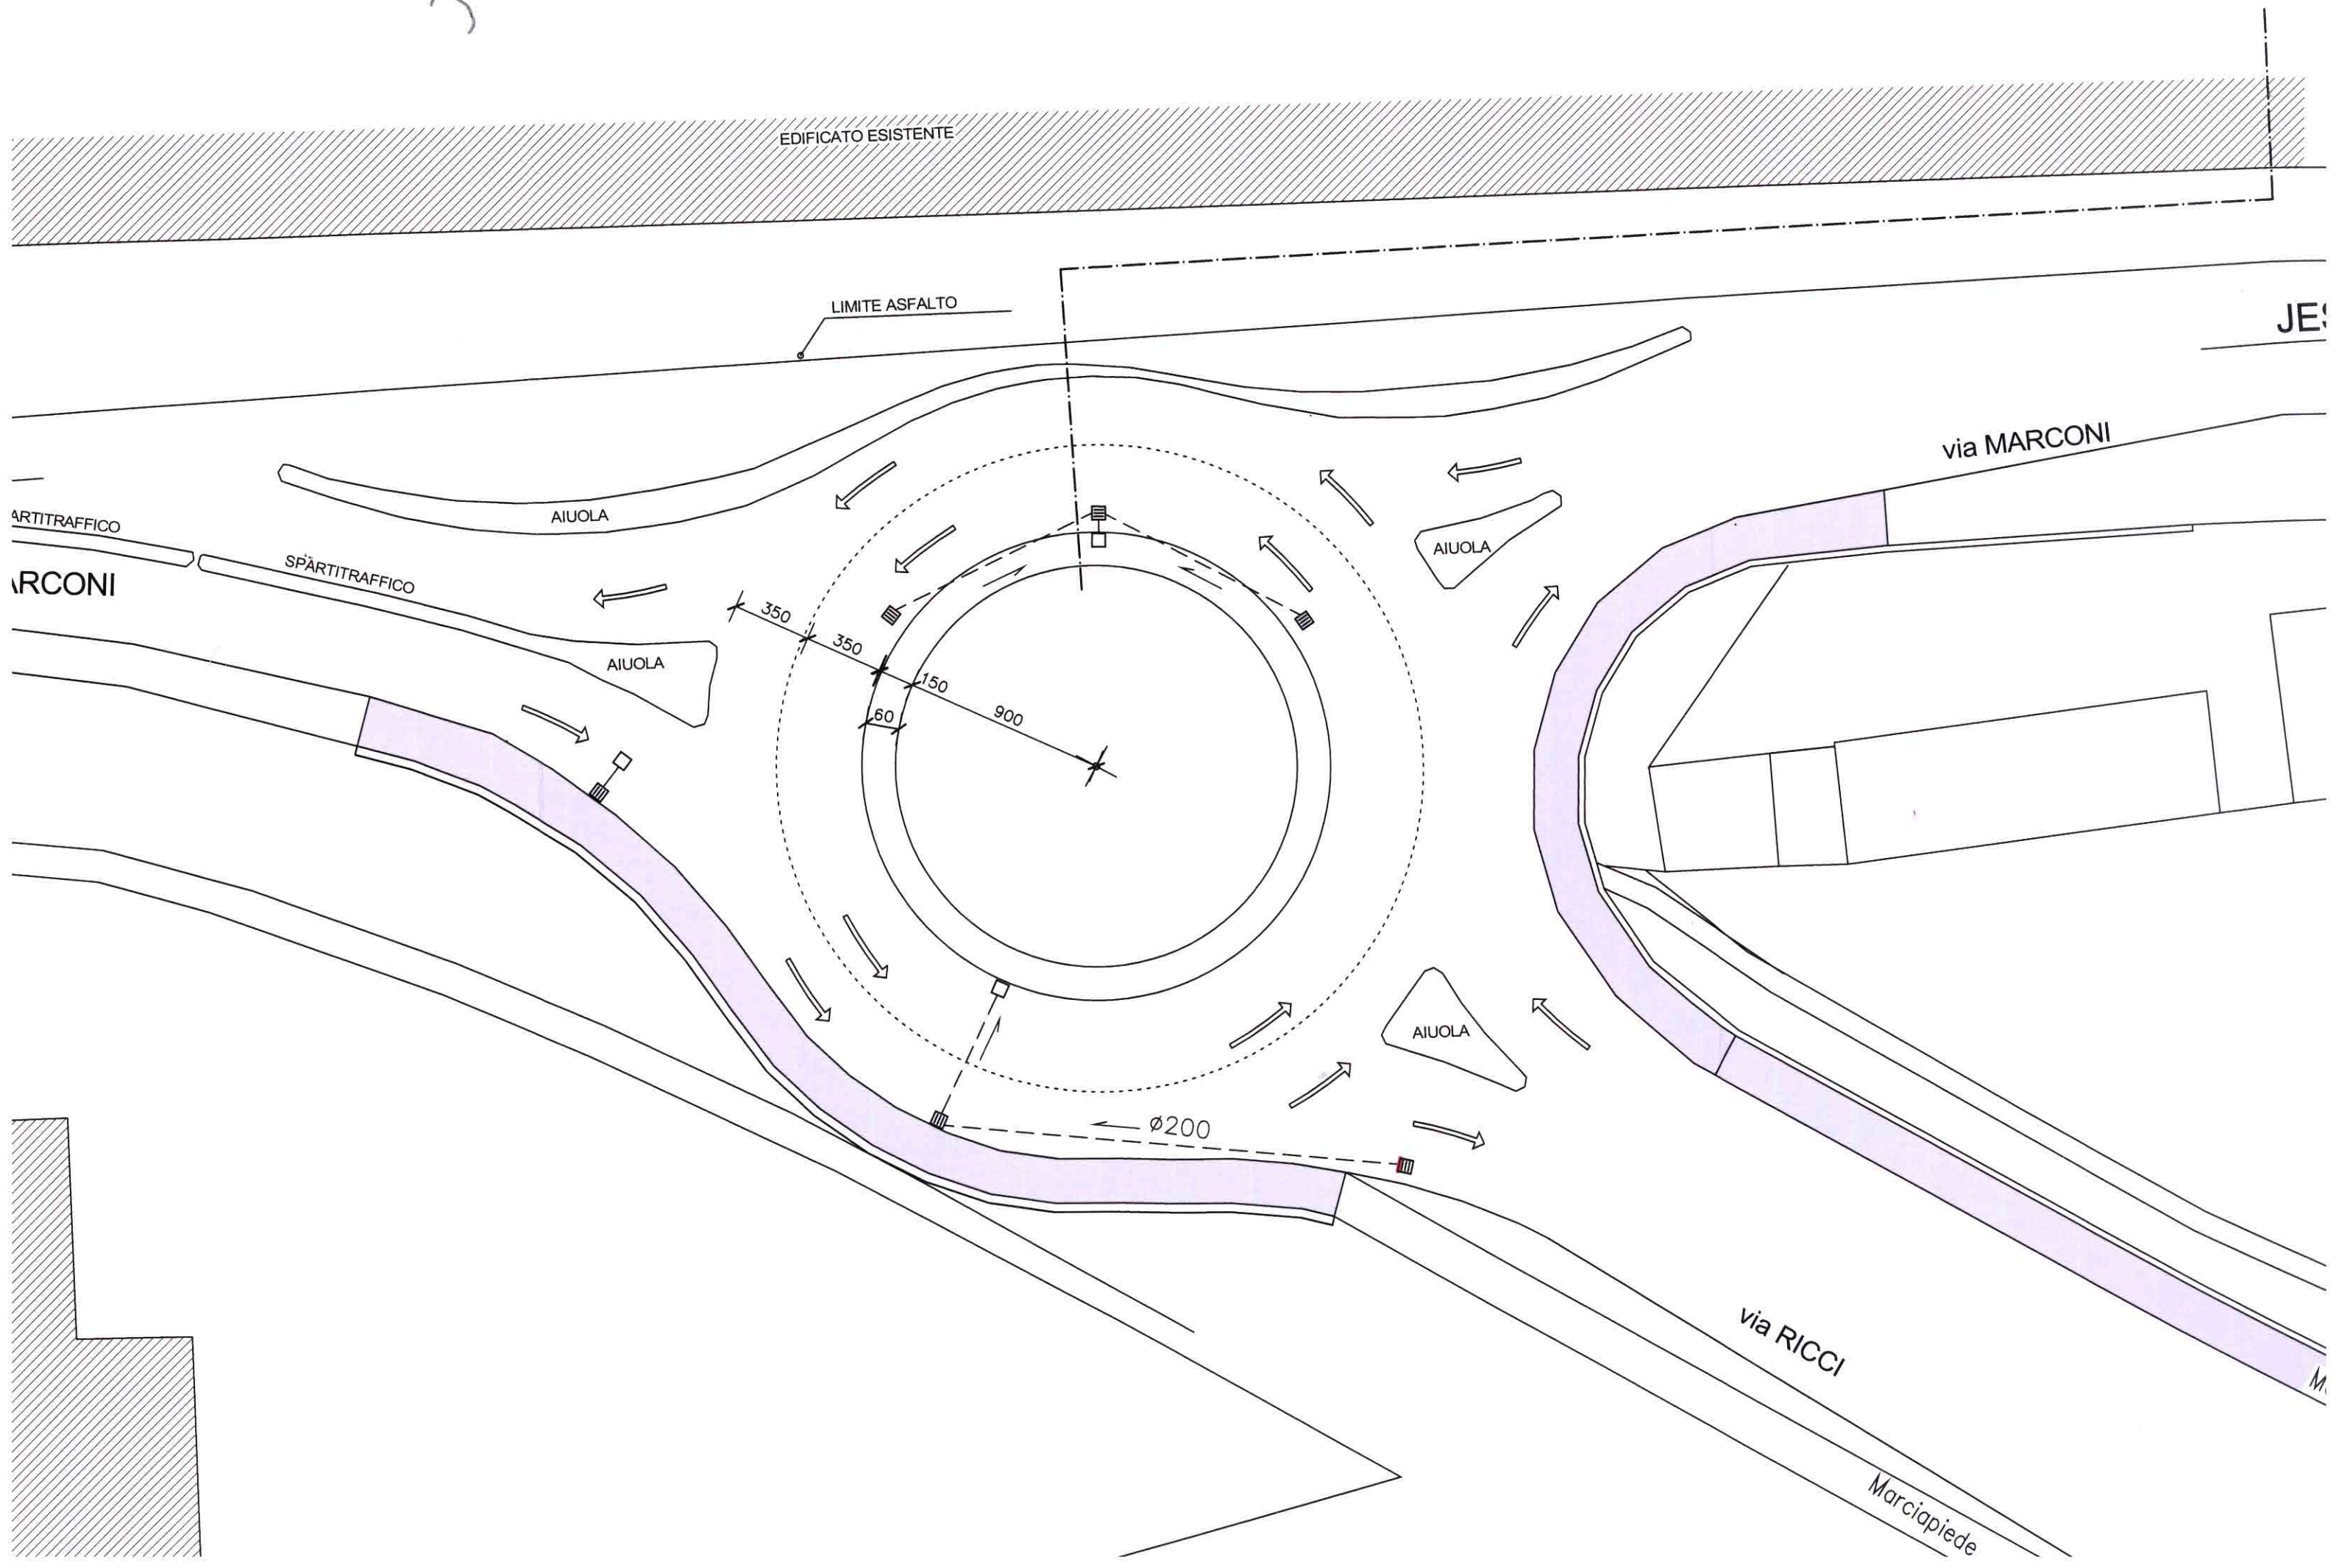 EDIFICATO ESISTENTE
LIMITE ASFALTO
JES
via MARCONI
AIUOLA
ARTITRAFFICO
SPARTITRAFFICO
ARCONI
AIUOLA
AIUOLA
350
350
150
60
900
AIUOLA
ø200
via RICCI
Marciapiede